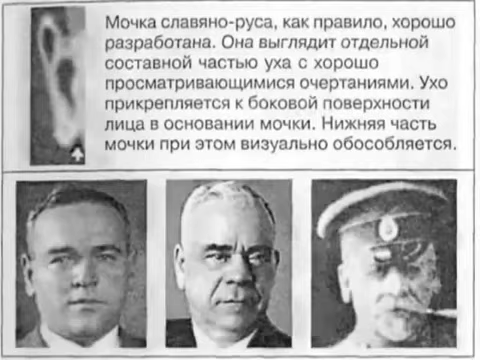 Мочка славяно-руса, как правило, хорошо
разработана. Она выглядит отдельной
составной частью уха с хорошо
просматривающимися очертаниями. Ухо
прикрепляется к боковой поверхности
лица в основании мочки. Нижняя часть
мочки при этом визуально обособляется.